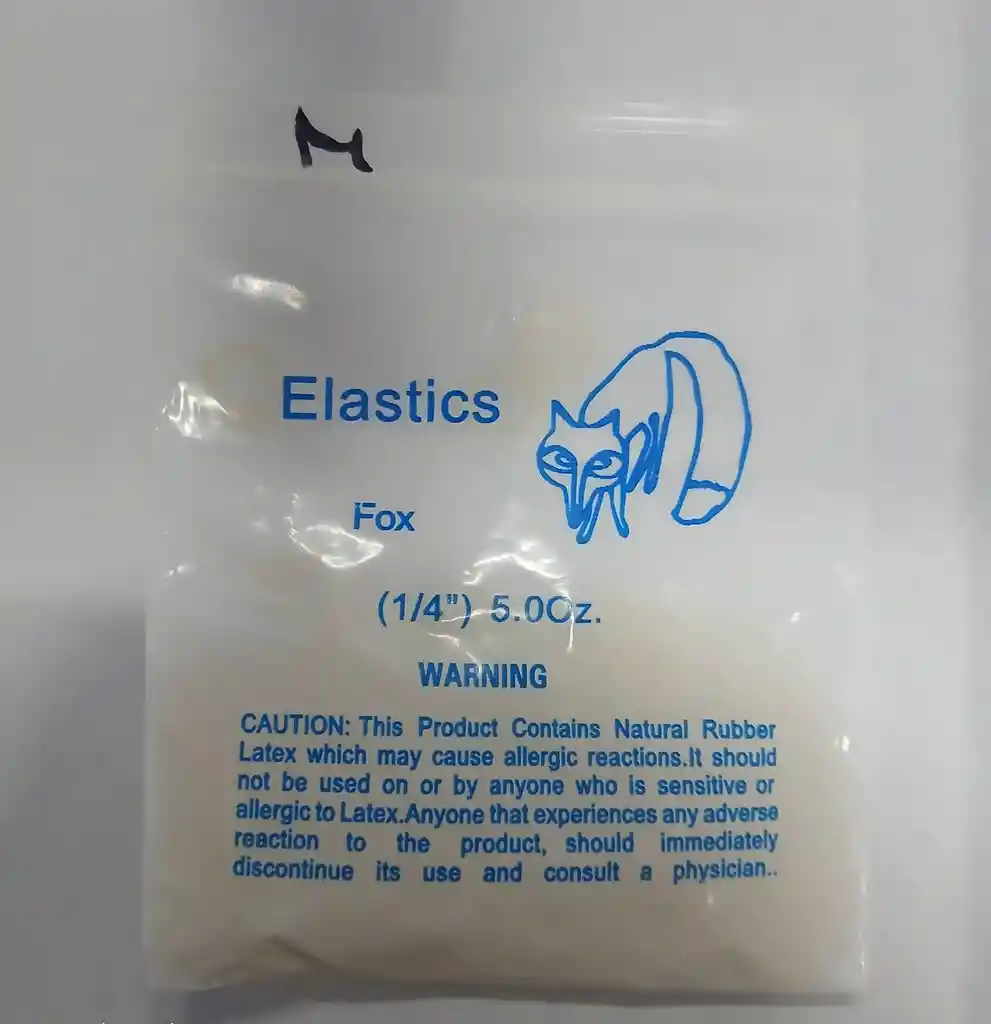 Elastics
Fox
(1/4") 5.0Oz.
WARNING
CAUTION: This Product Contains Natural Rubber
Latex which may cause allergic reactions.It should
not be used on or by anyone who is sensitive or
allergic to Latex.Anyone that experiences any adverse
reaction to the product, should immediately
discontinue its use and consult a physician..